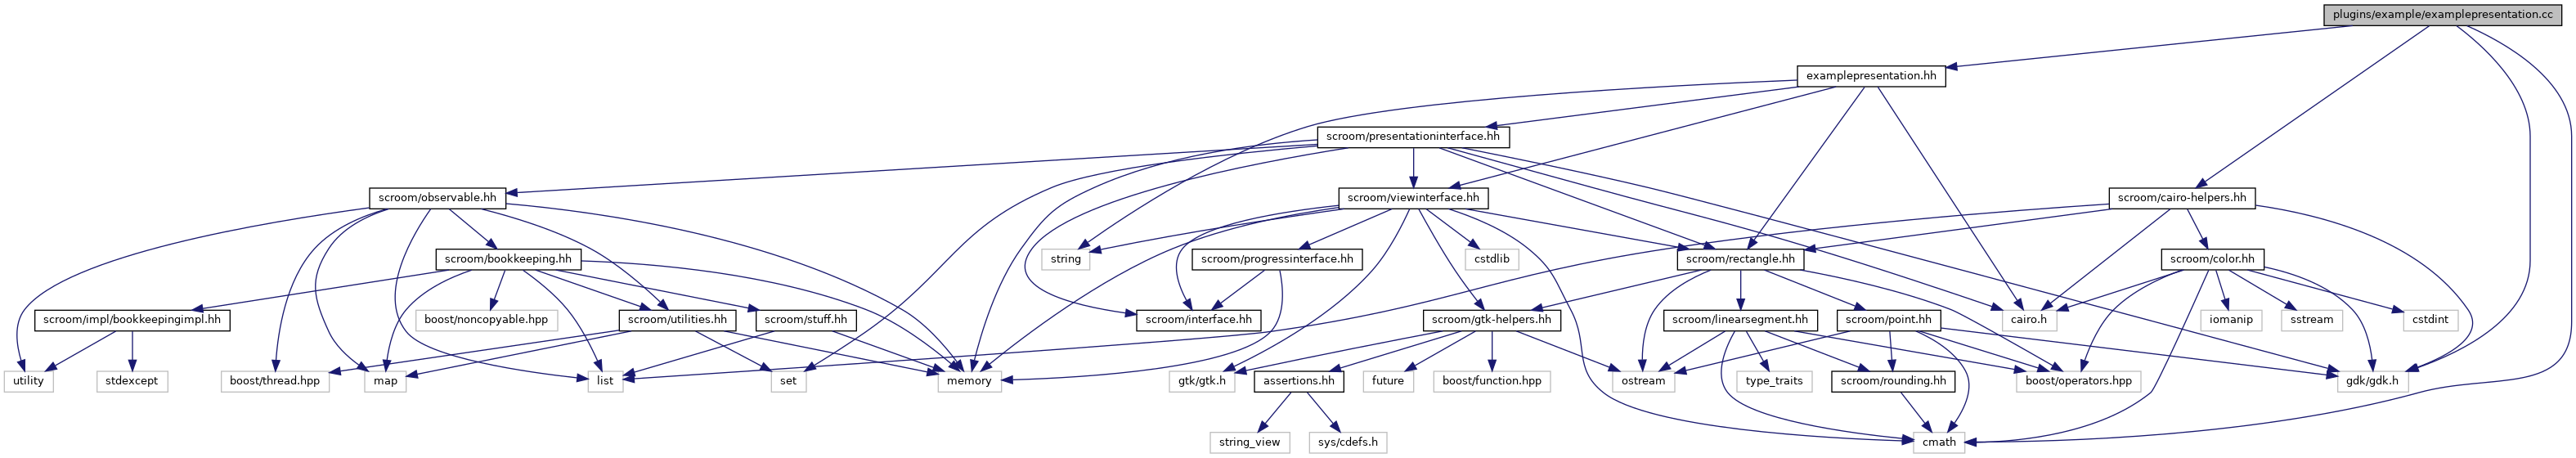 plugins/example/examplepresentation.cc
examplepresentation.hh
scroom/presentationinterface.hh
scroom/observable.hh
scroom/viewinterface.hh
scroom/cairo-helpers.hh
scroom/bookkeeping.hh
string
scroom/progressinterface.hh
cstdlib
scroom/rectangle.hh
scroom/color.hh
scroom/impl/bookkeepingimpl.hh
boost/noncopyable.hpp
scroom/utilities.hh
scroom/stuff.hh
scroom/interface.hh
scroom/gtk-helpers.hh
scroom/linearsegment.hh
scroom/point.hh
cairo.h
iomanip
sstream
cstdint
utility
stdexcept
boost/thread.hpp
map
list
set
memory
gtk/gtk.h
assertions.hh
future
boost/function.hpp
ostream
type_traits
scroom/rounding.hh
boost/operators.hpp
gdk/gdk.h
string_view
sys/cdefs.h
cmath